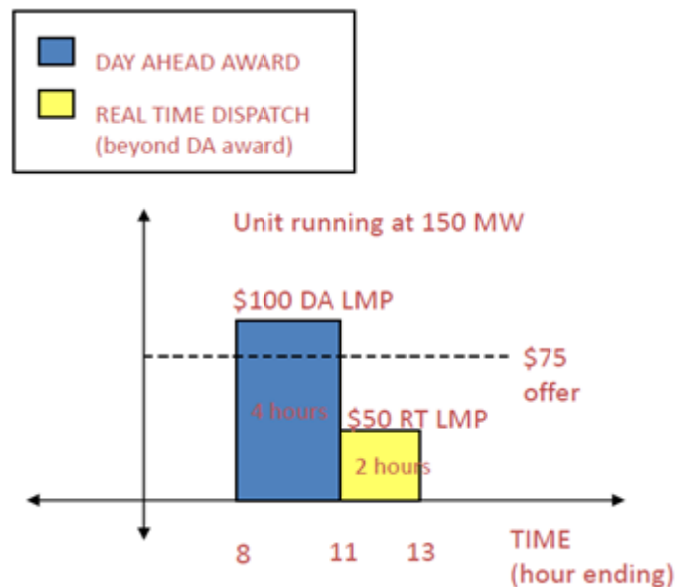 DAY AHEAD AWARD
REAL TIME DISPATCH
(beyond DA award)
Unit running at 150 MW
$100 DA LMP
$75
offer
4 hours
$50 RT LMP
2 hours
8
11
13
TIME
(hour ending)